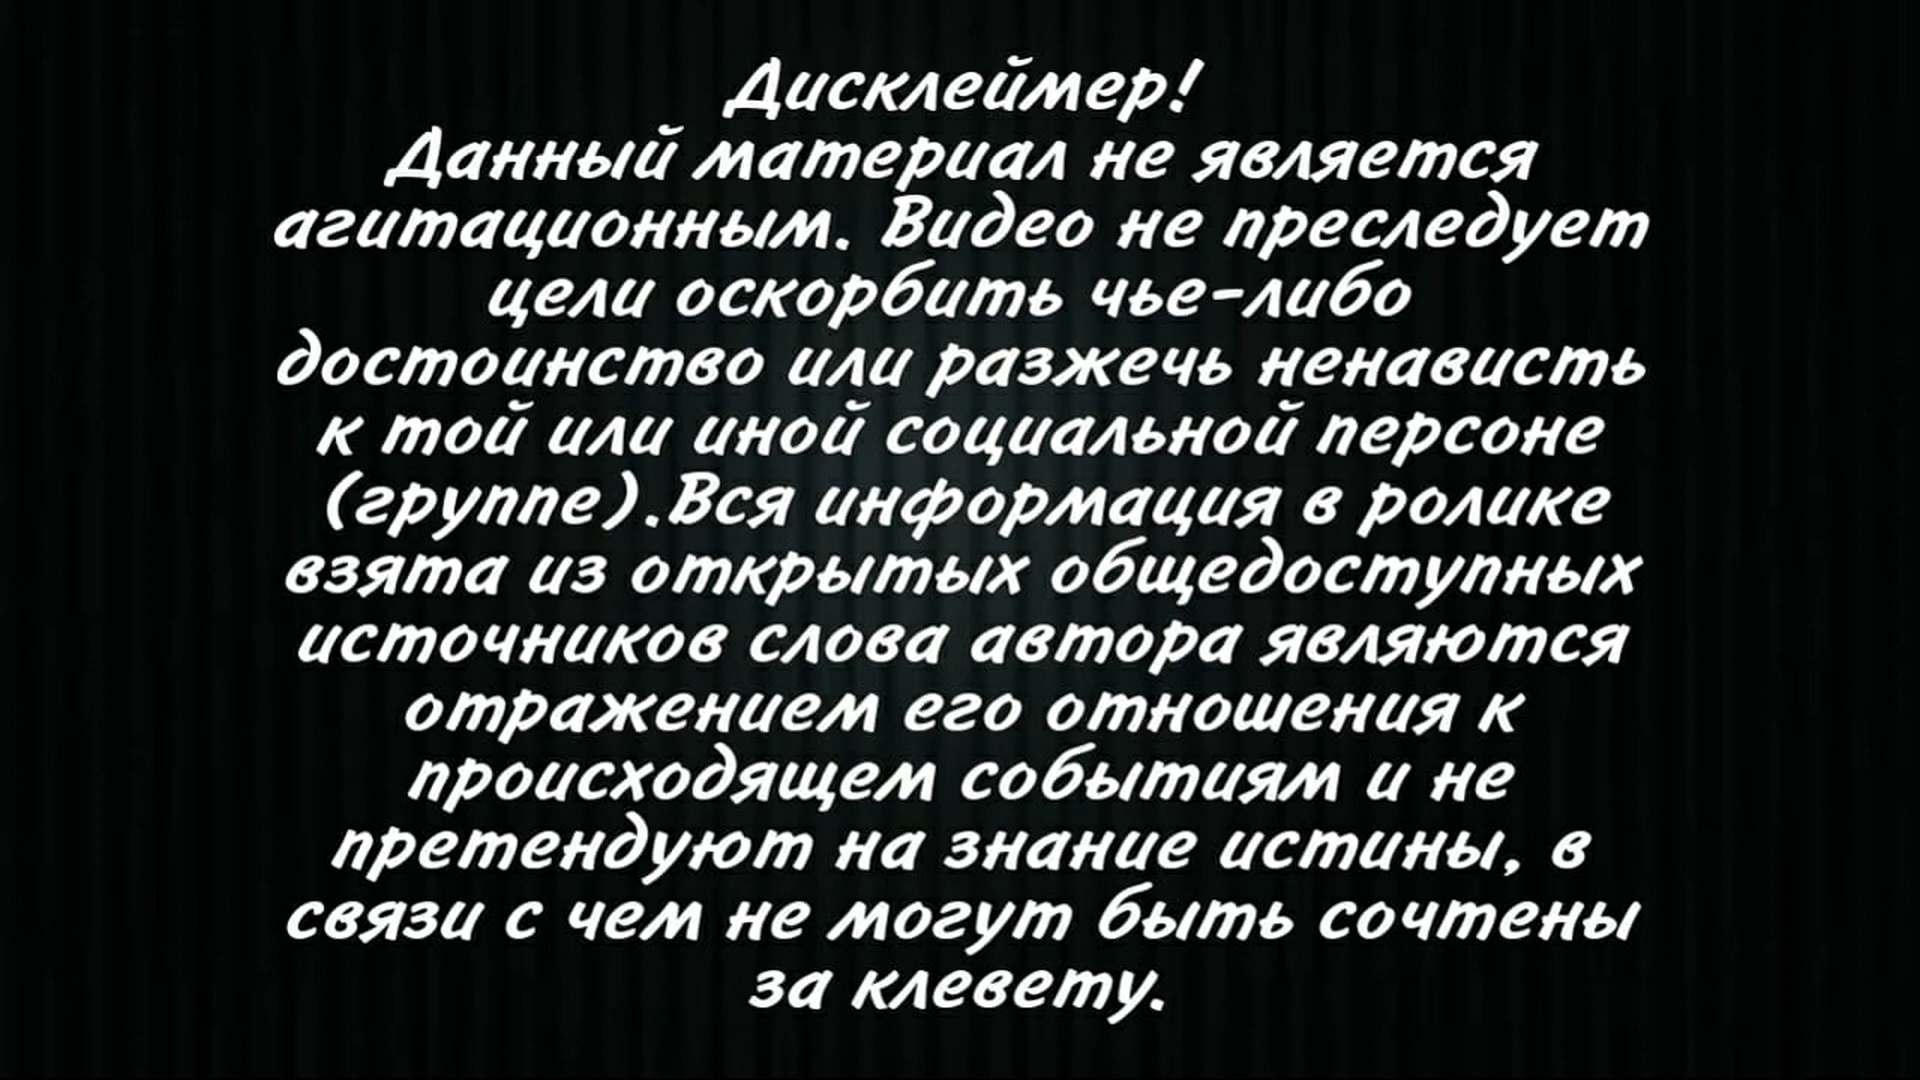 Дисклеймер!
Данный материал не является
агитационным. Видео не преследует
цели оскорбить чье-либо
достоинство или разжечь ненависть
к той или иной социальной персоне
(группе).Вся информация в ролике
взята из открытых общедоступных
источников слова автора являются
отражением его отношения к
происходящем событиям и не
претендуют на знание истины, в
связи с чем не могут быть сочтены
за клевету.